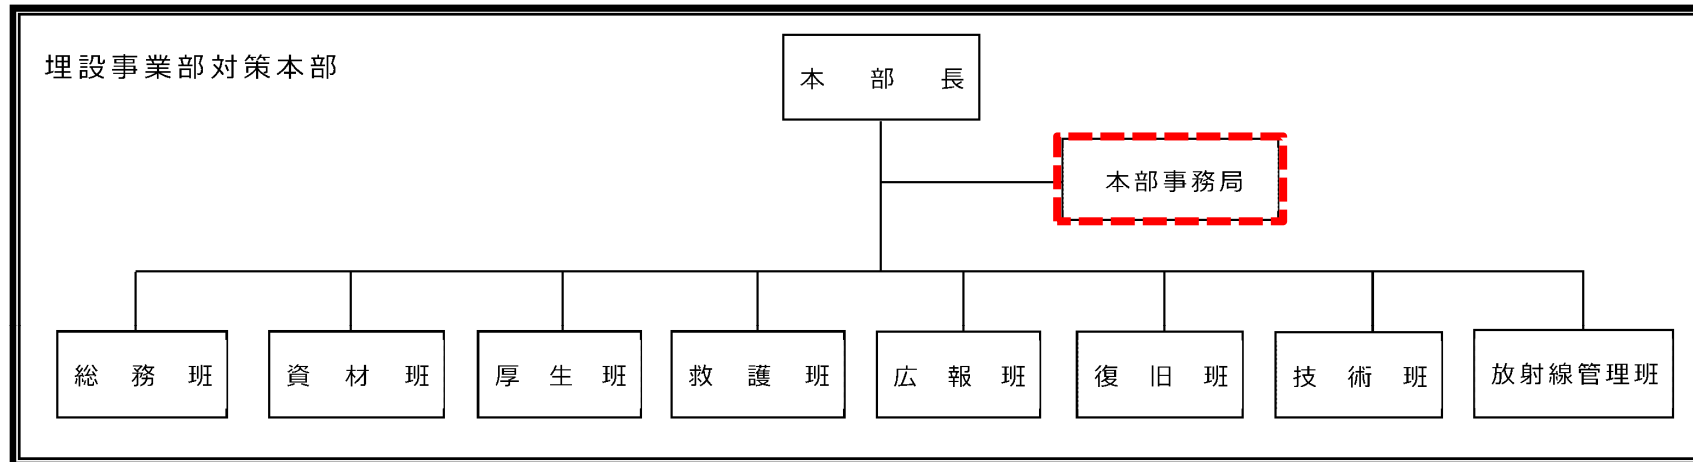 埋設事業部対策本部
本部長
本部事務局
総務班
資材班
厚生班
救護班
広報班
復旧班
技術班
放射線管理班